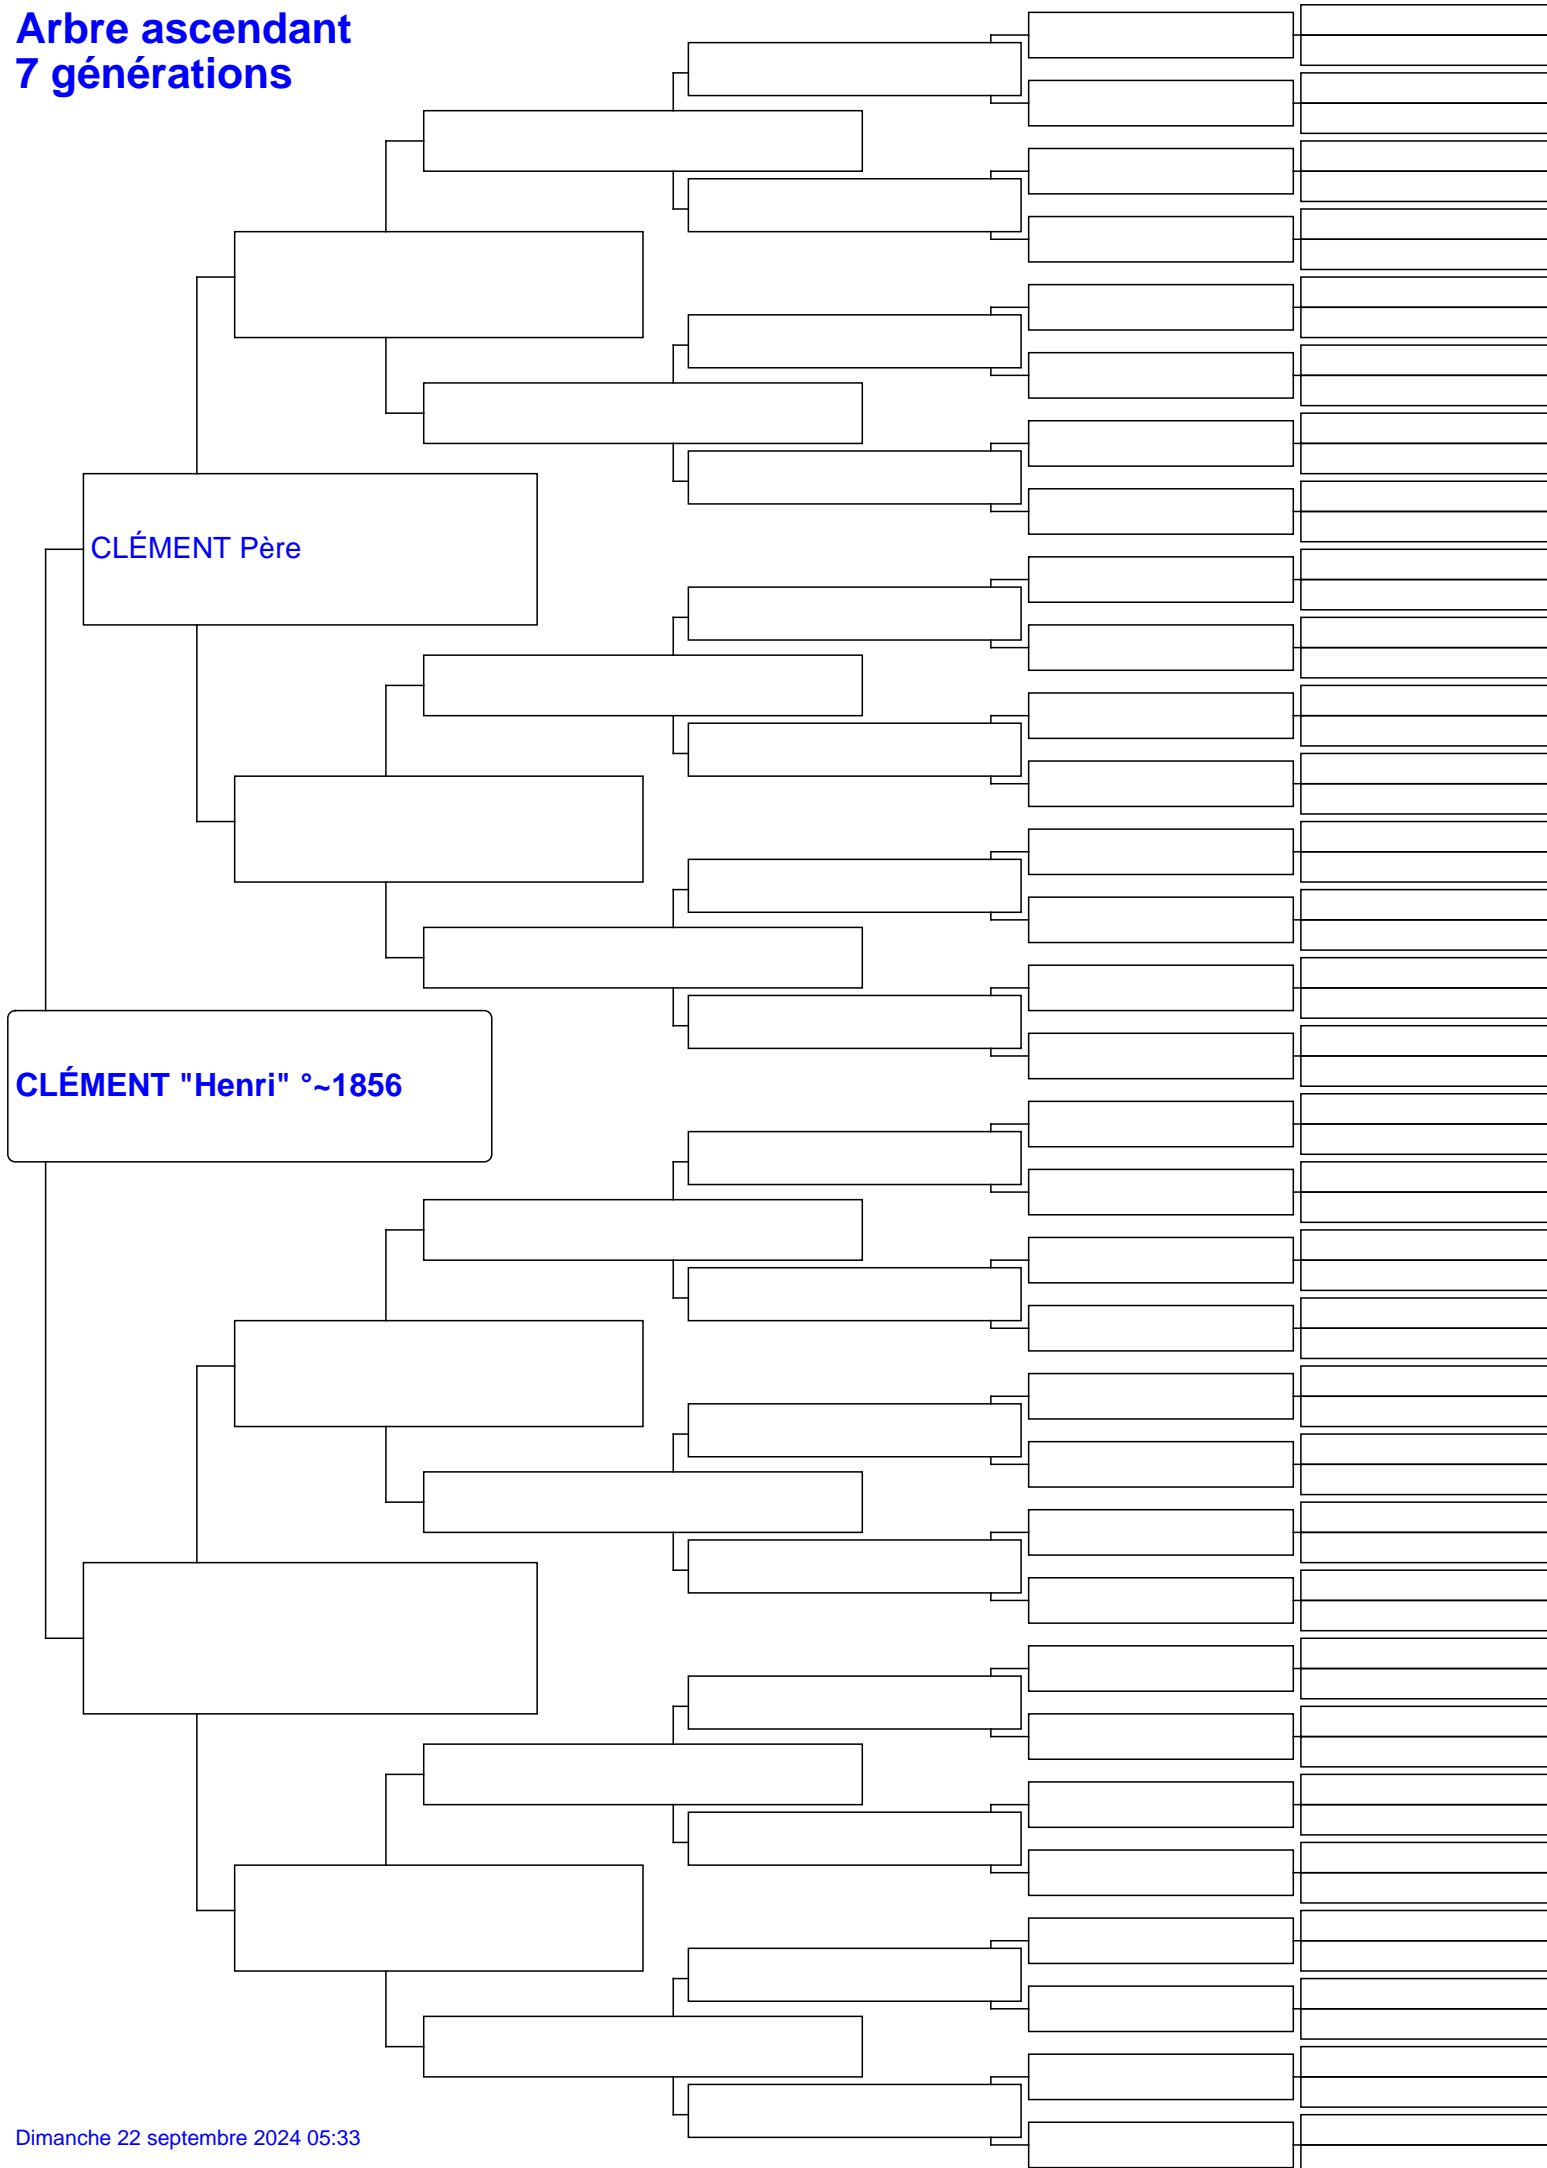 Arbre ascendant
7 générations
CLÉMENT Père
CLÉMENT "Henri" °~1856
Dimanche 22 septembre 2024 05:33